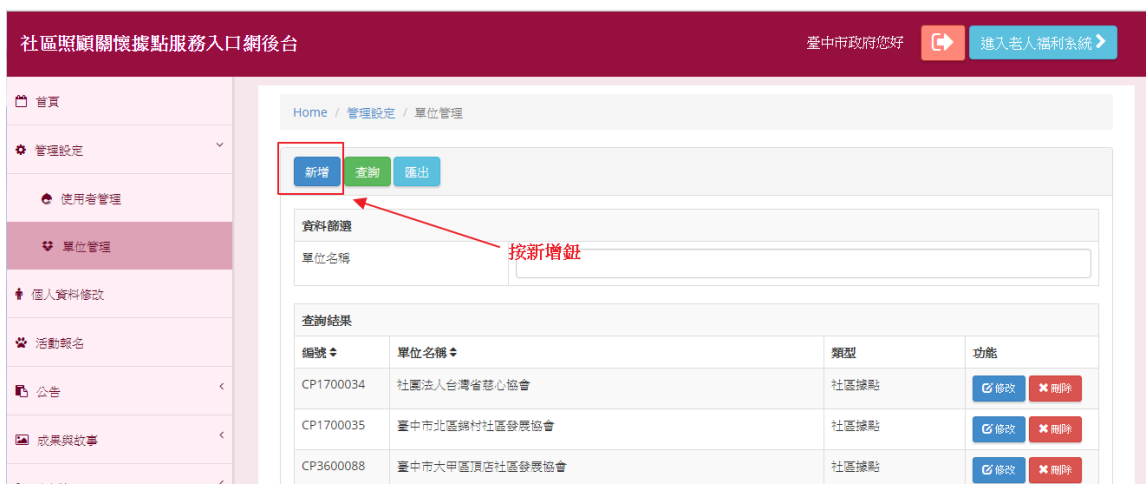 社區照顧關懷據點服務入口網後台
臺中市政府您好
進入老人福利系統
首頁
管理設定
使用者管理
單位管理
個人資料修改
活動報名
公告
成果與故事
Home / 管理設定 / 單位管理
新增 查詢 匯出
資料篩選
單位名稱
按新增鈕
查詢結果
編號 單位名稱 類型 功能
CP1700034 社團法人台灣省慈心協會 社區據點 修改 刪除
CP1700035 臺中市北區錦村社區發展協會 社區據點 修改 刪除
CP3600088 臺中市大甲區頂店社區發展協會 社區據點 修改 刪除